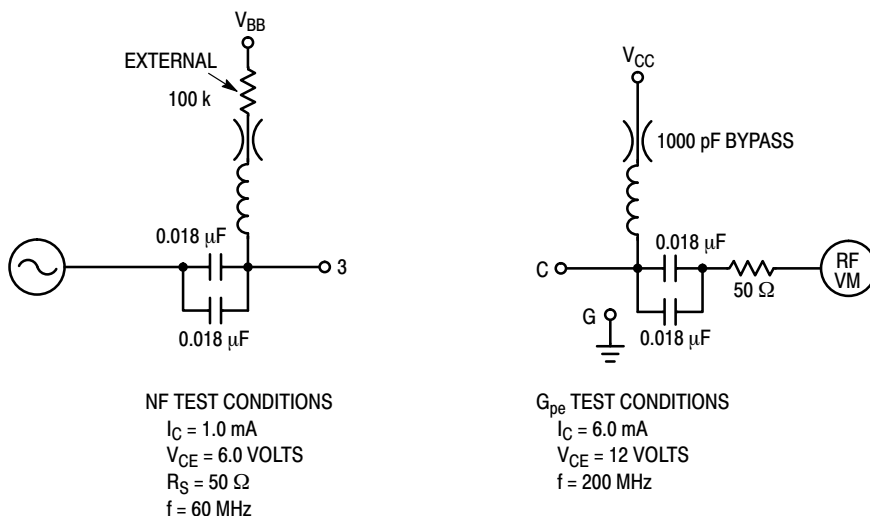 VBB
EXTERNAL
100 k
0.018 μF
3
0.018 μF
VCC
1000 pF BYPASS
0.018 μF
C
50 Ω
RF
VM
G
0.018 μF
NF TEST CONDITIONS
IC = 1.0 mA
VCE = 6.0 VOLTS
RS = 50 Ω
f = 60 MHz
Gpe TEST CONDITIONS
IC = 6.0 mA
VCE = 12 VOLTS
f = 200 MHz